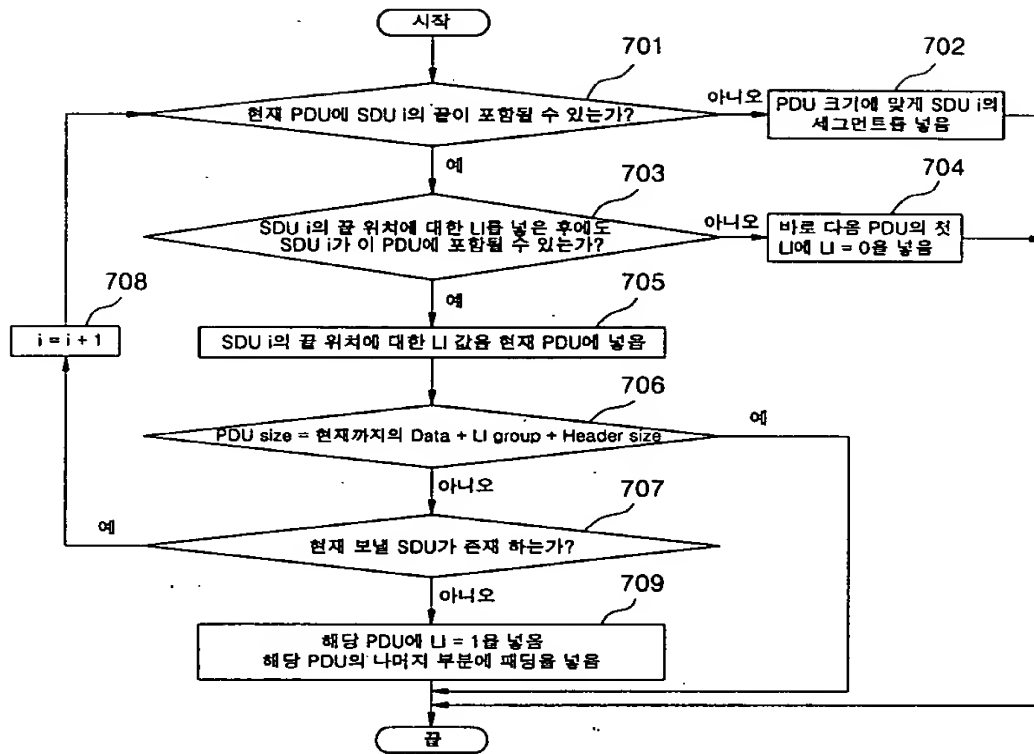 시작
701
702
현재 PDU에 SDU i의 끝이 포함될 수 있는가?
아니오
PDU 크기에 맞게 SDU i의
세그먼트를 넣음
예
703
704
SDU i의 끝 위치에 대한 LI를 넣은 후에도
SDU i가 이 PDU에 포함될 수 있는가?
아니오
바로 다음 PDU의 첫
LI에 LI = 0을 넣음
예
708
i = i + 1
705
SDU i의 끝 위치에 대한 LI 값을 현재 PDU에 넣음
706
PDU size = 현재까지의 Data + LI group + Header size
예
아니오
707
예
현재 보낼 SDU가 존재 하는가?
아니오
709
해당 PDU에 LI = 1을 넣음
해당 PDU의 나머지 부분에 패딩을 넣음
끝